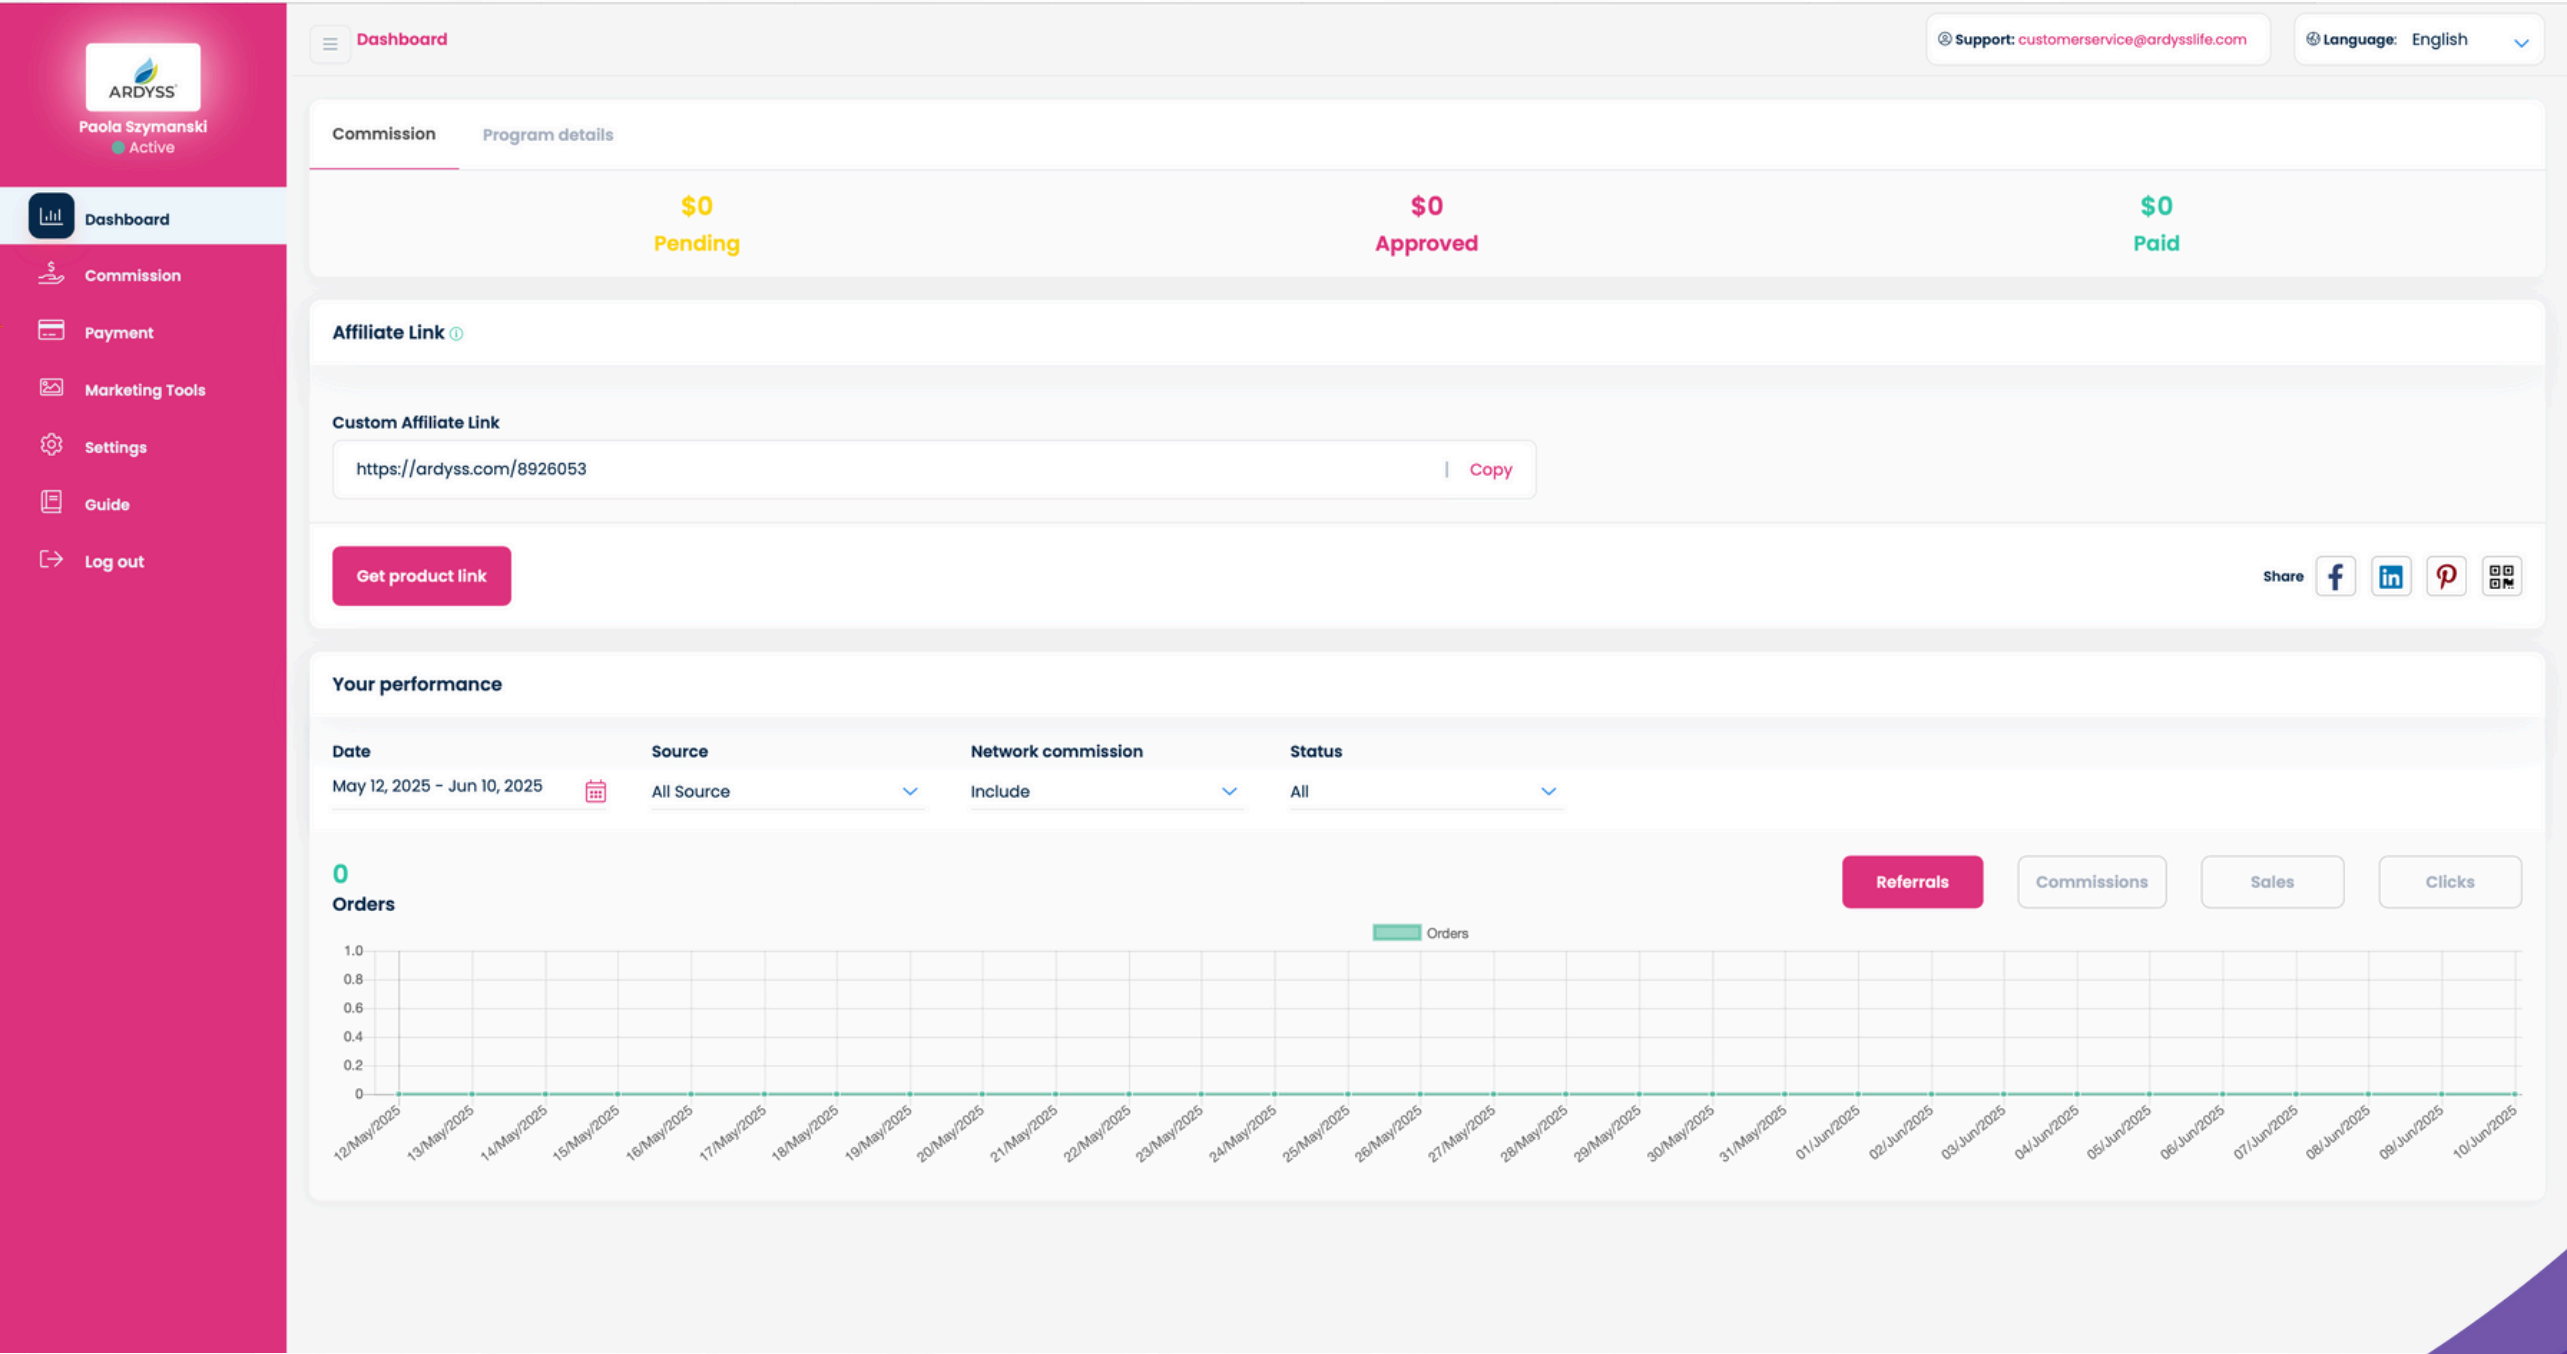 ARDYSS
Paola Szymanski
Active
Dashboard
Commission
Payment
Marketing Tools
Settings
Guide
Log out
Dashboard
Support: customerservice@ardysslife.com
Language: English
Commission
Program details
$0
Pending
$0
Approved
$0
Paid
Affiliate Link
Custom Affiliate Link
https://ardyss.com/8926053
| Copy
Get product link
Share
Your performance
Date
May 12, 2025 - Jun 10, 2025
Source
All Source
Network commission
Include
Status
All
0
Orders
Referrals
Commissions
Sales
Clicks
Orders
1.0
0.8
0.6
0.4
0.2
0
12/May/2025
13/May/2025
14/May/2025
15/May/2025
16/May/2025
17/May/2025
18/May/2025
19/May/2025
20/May/2025
21/May/2025
22/May/2025
23/May/2025
24/May/2025
25/May/2025
26/May/2025
27/May/2025
28/May/2025
29/May/2025
30/May/2025
31/May/2025
01/Jun/2025
02/Jun/2025
03/Jun/2025
04/Jun/2025
05/Jun/2025
06/Jun/2025
07/Jun/2025
08/Jun/2025
09/Jun/2025
10/Jun/2025